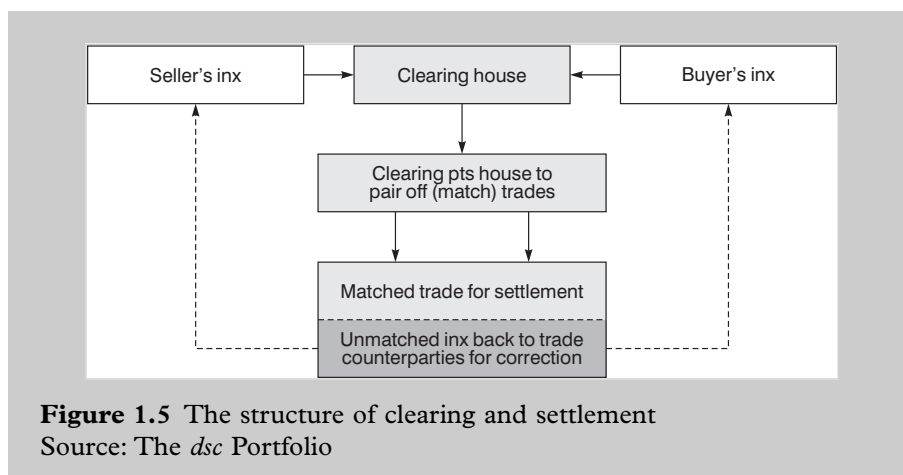 Seller's inx
Clearing house
Buyer's inx
Clearing pts house to
pair off (match) trades
Matched trade for settlement
Unmatched inx back to trade
counterparties for correction
Figure 1.5 The structure of clearing and settlement
Source: The dsc Portfolio